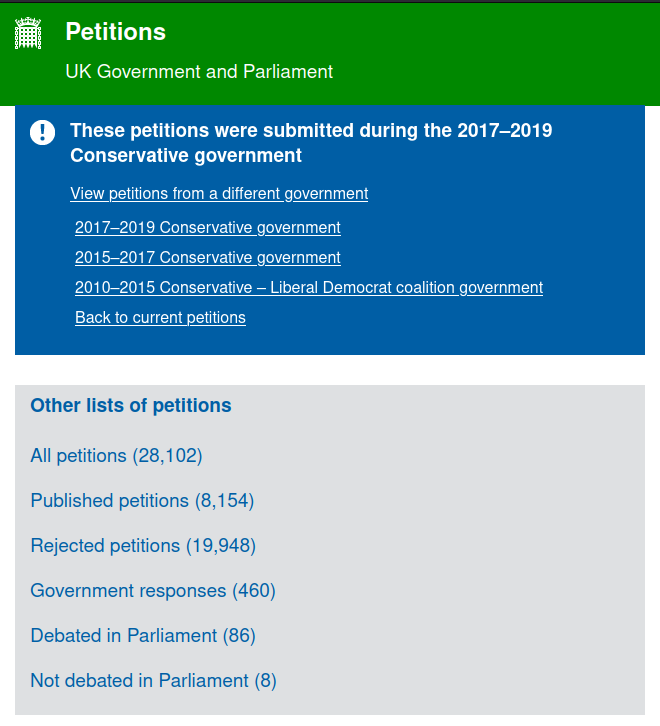 Petitions
UK Government and Parliament
These petitions were submitted during the 2017–2019
Conservative government
View petitions from a different government
2017–2019 Conservative government
2015–2017 Conservative government
2010–2015 Conservative – Liberal Democrat coalition government
Back to current petitions
Other lists of petitions
All petitions (28,102)
Published petitions (8,154)
Rejected petitions (19,948)
Government responses (460)
Debated in Parliament (86)
Not debated in Parliament (8)